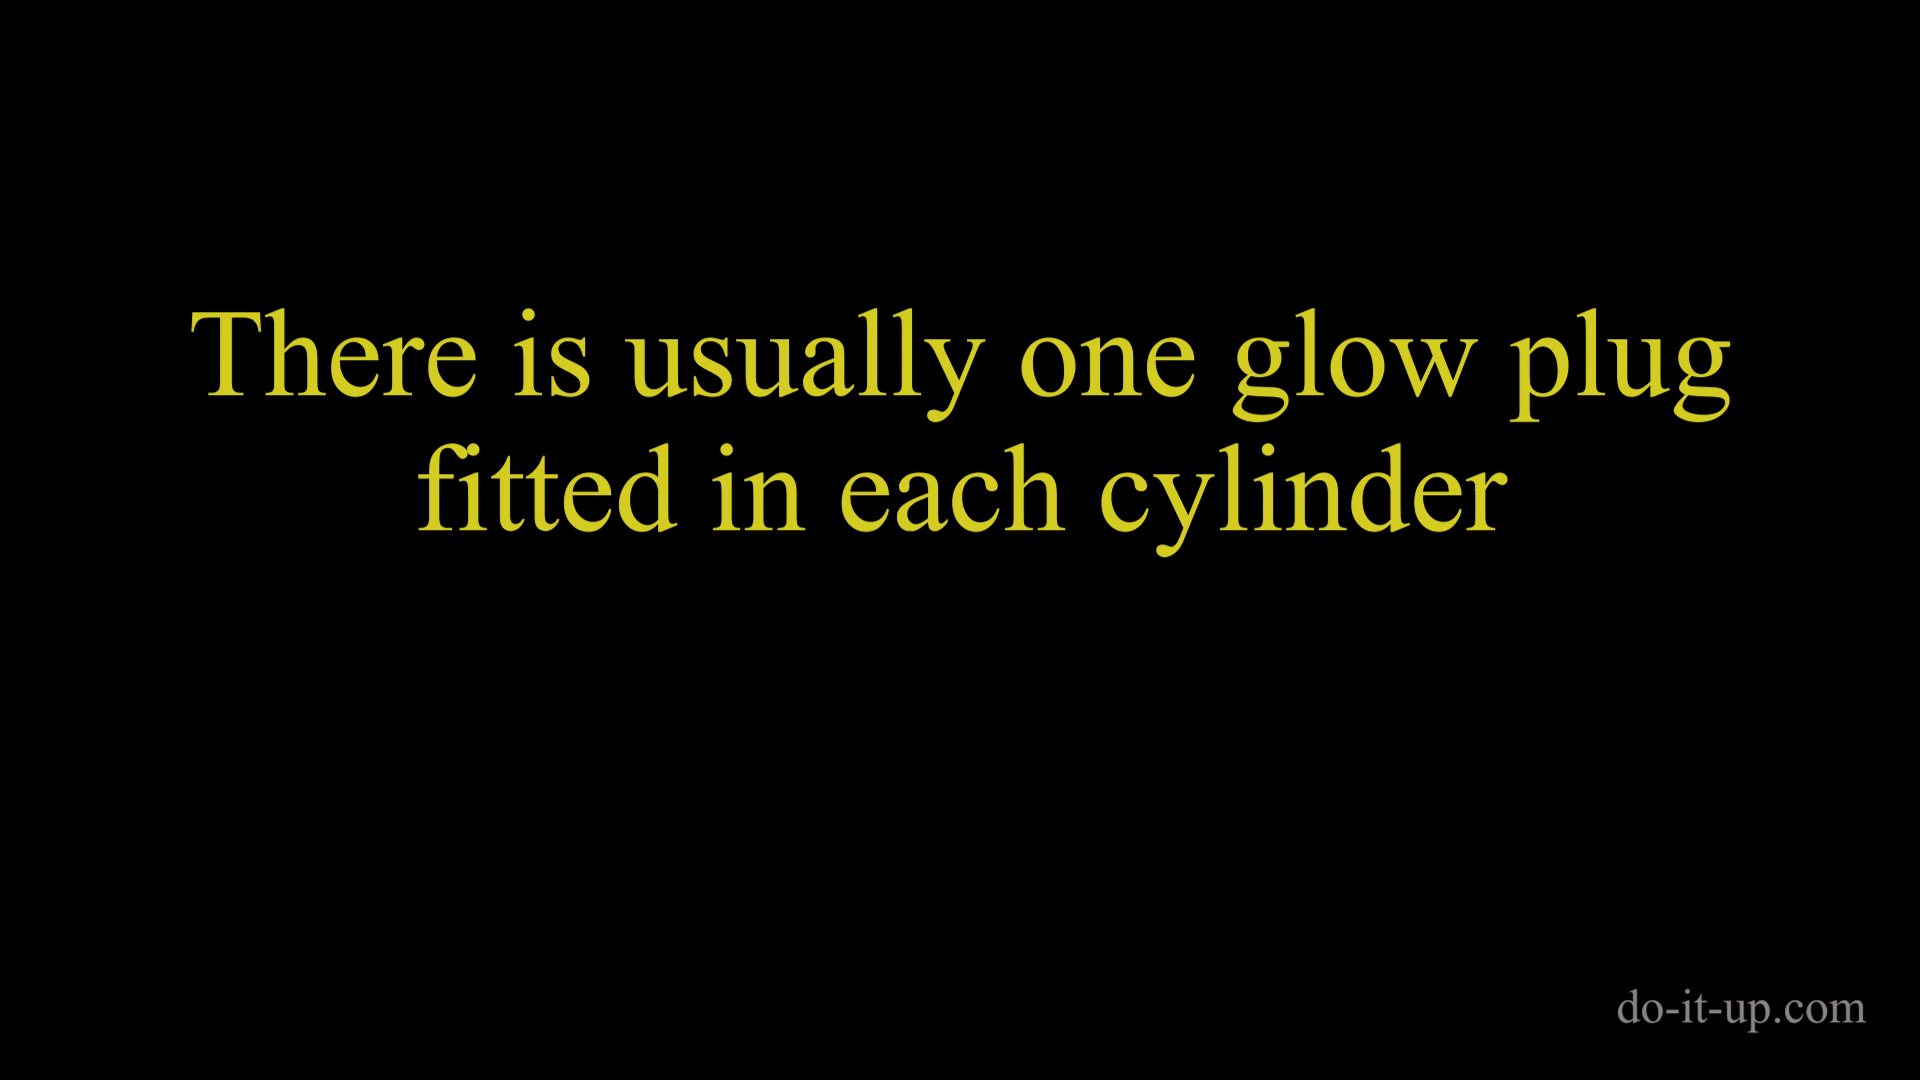 There is usually one glow plug
fitted in each cylinder
do-it-up.com